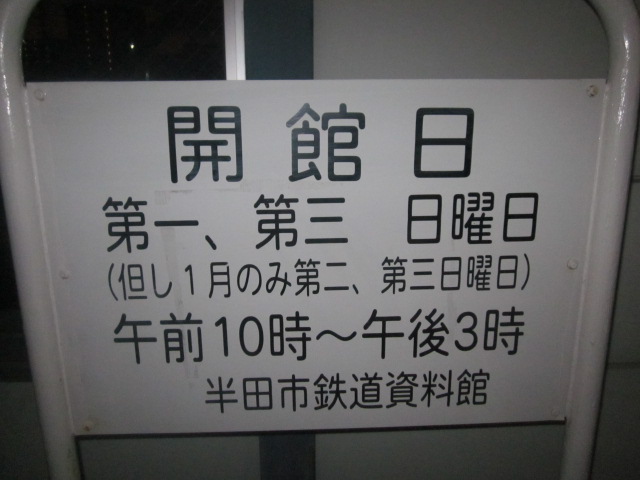 開館日
第一、第三　日曜日
（但し１月のみ第二、第三日曜日）
午前10時～午後3時
半田市鉄道資料館